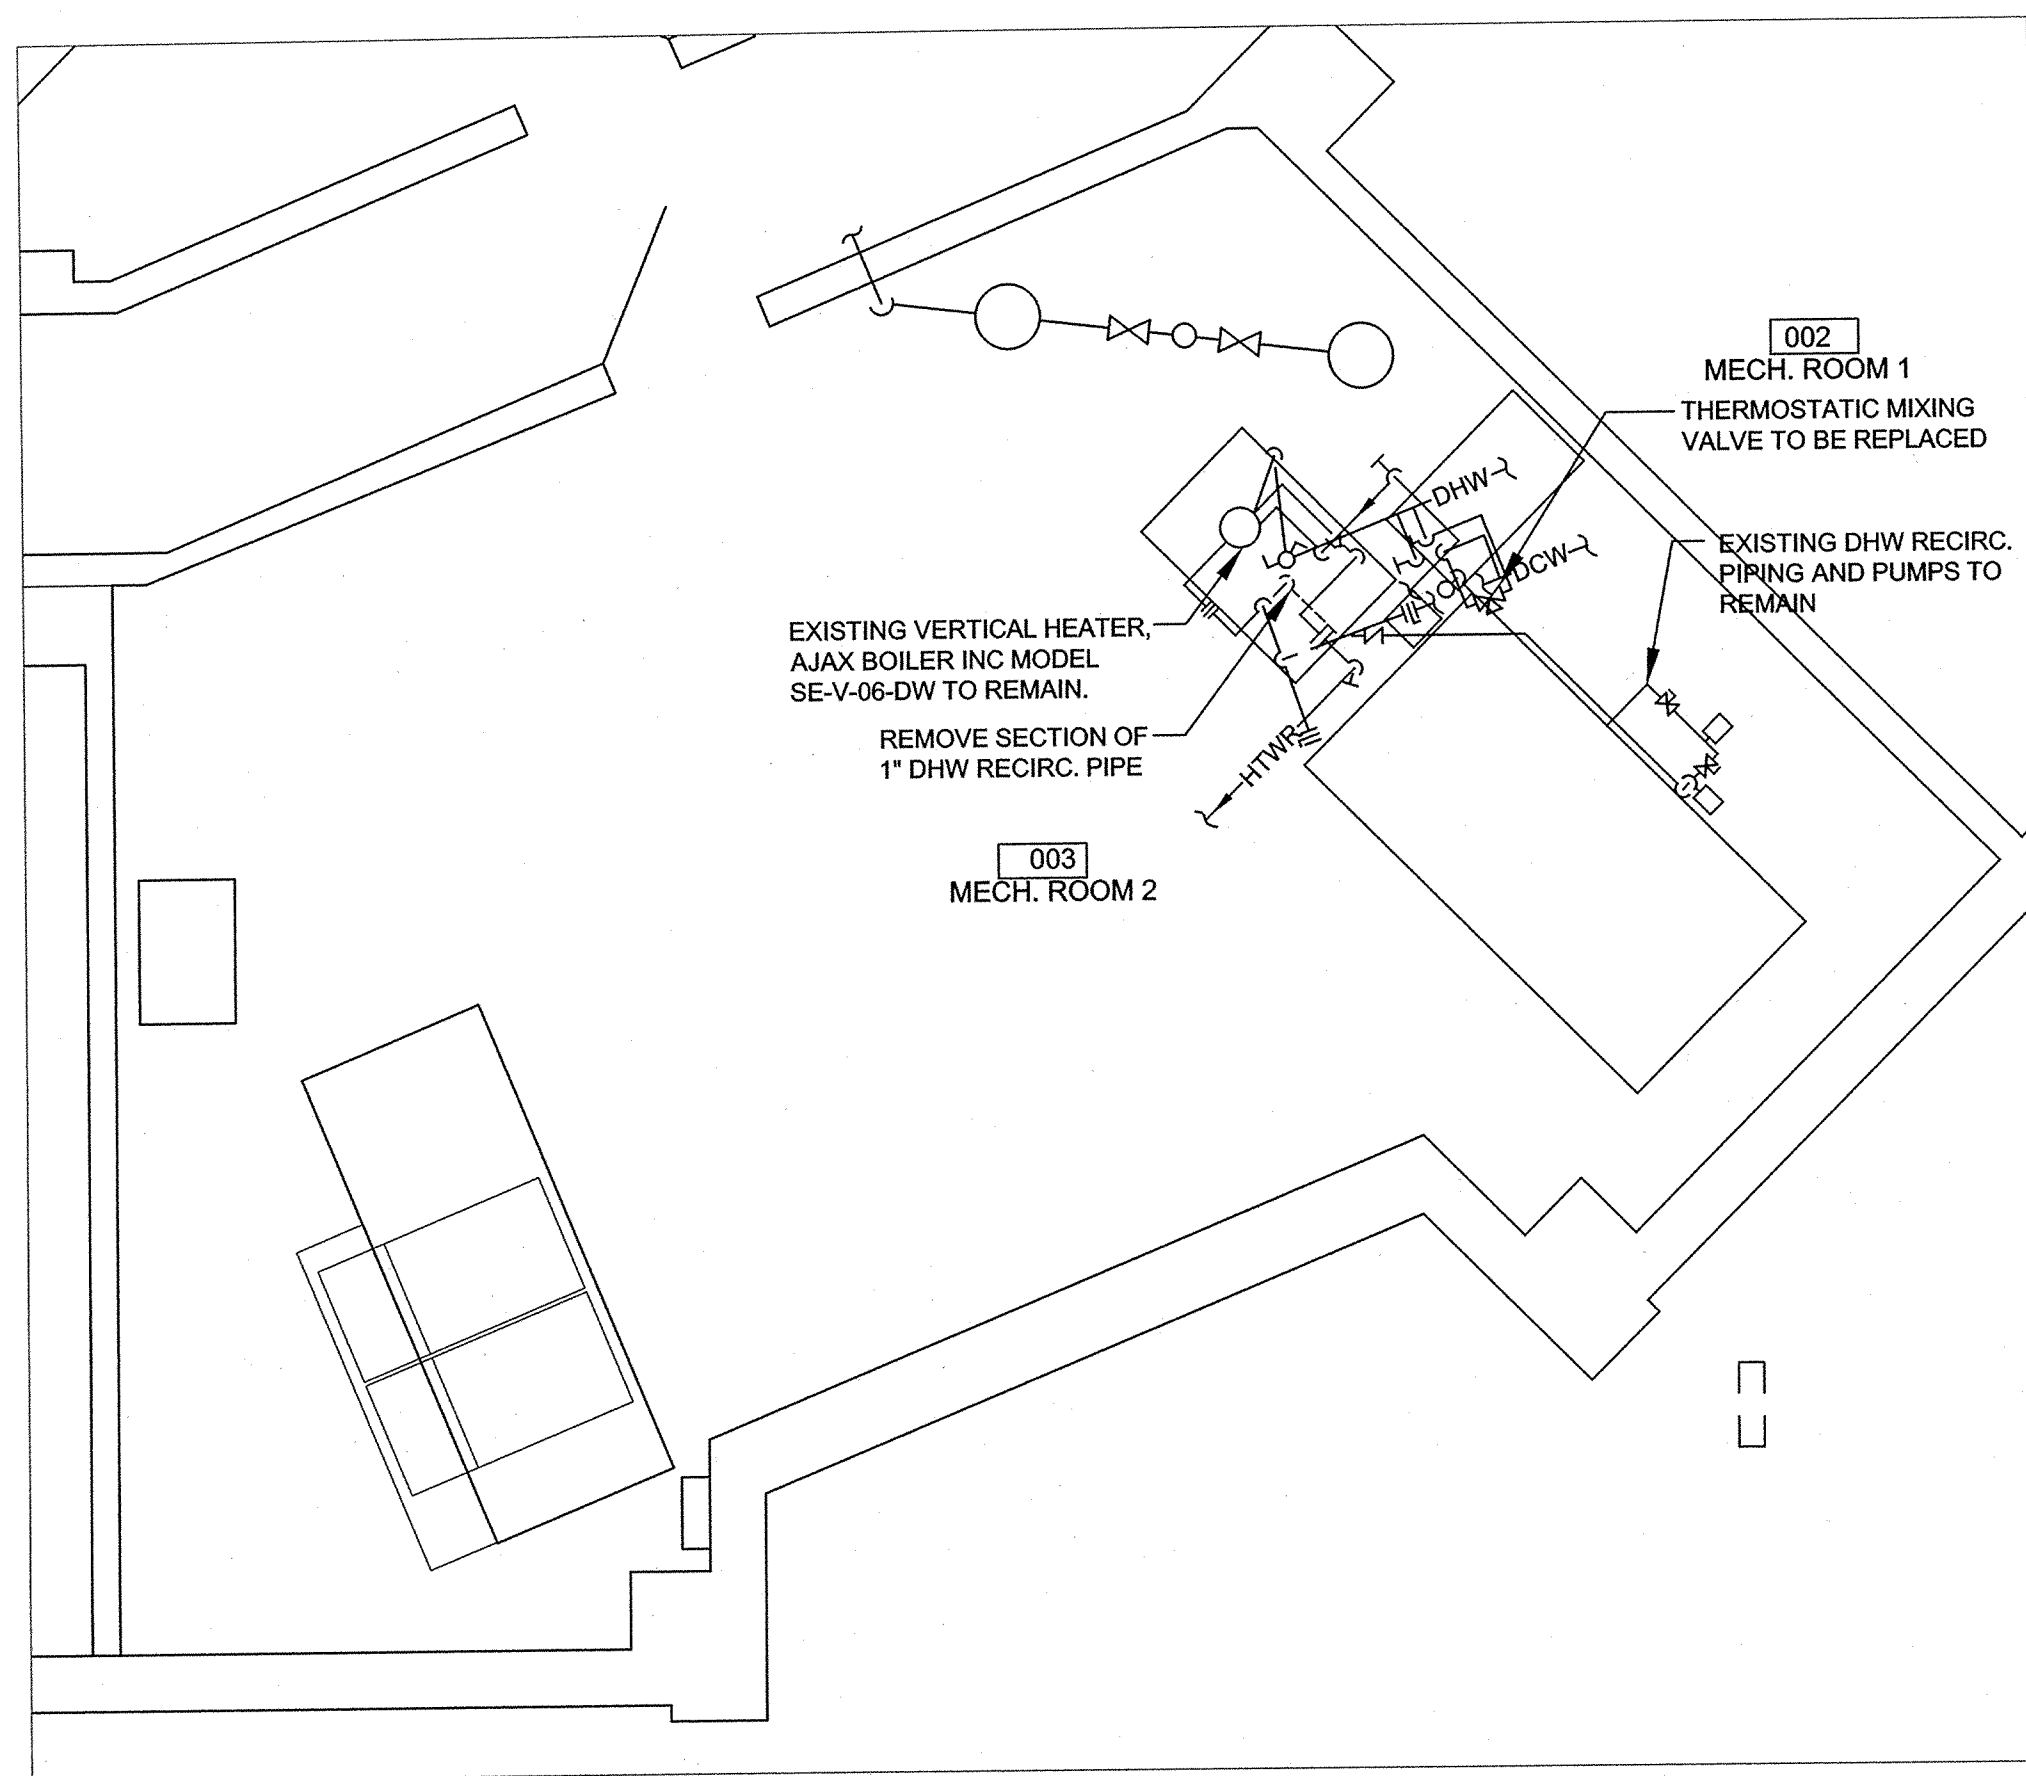 002
MECH. ROOM 1
THERMOSTATIC MIXING
VALVE TO BE REPLACED
DHW
DCW
EXISTING DHW RECIRC.
PIPING AND PUMPS TO
REMAIN
EXISTING VERTICAL HEATER,
AJAX BOILER INC MODEL
SE-V-06-DW TO REMAIN.
REMOVE SECTION OF
1" DHW RECIRC. PIPE
HTWR
003
MECH. ROOM 2